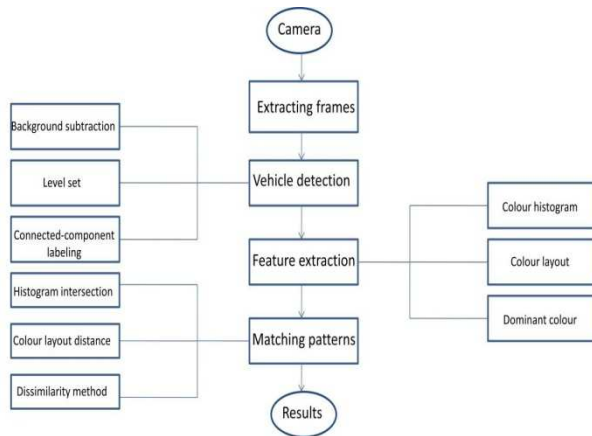 Camera
Extracting frames
Background subtraction
Vehicle detection
Level set
Connected-component
labeling
Feature extraction
Colour histogram
Colour layout
Dominant colour
Histogram intersection
Colour layout distance
Matching patterns
Dissimilarity method
Results